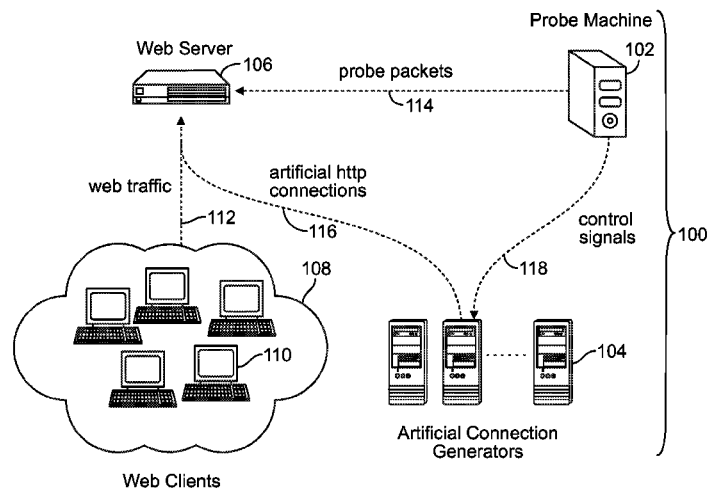 Probe Machine
102
Web Server
106
probe packets
114
web traffic
112
artificial http
connections
116
control
signals
118
100
108
110
104
Artificial Connection
Generators
Web Clients